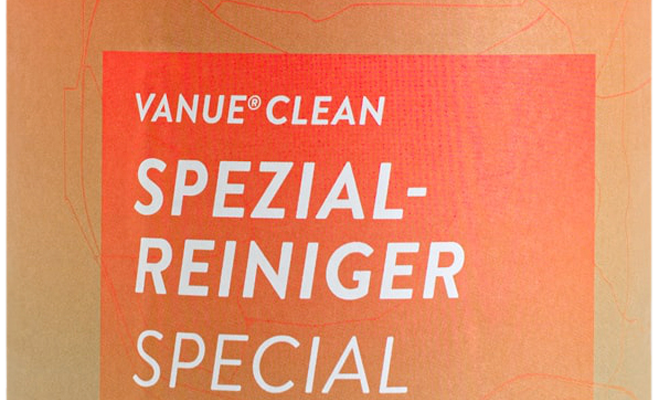 VANUE® CLEAN
SPEZIAL-
REINIGER
SPECIAL